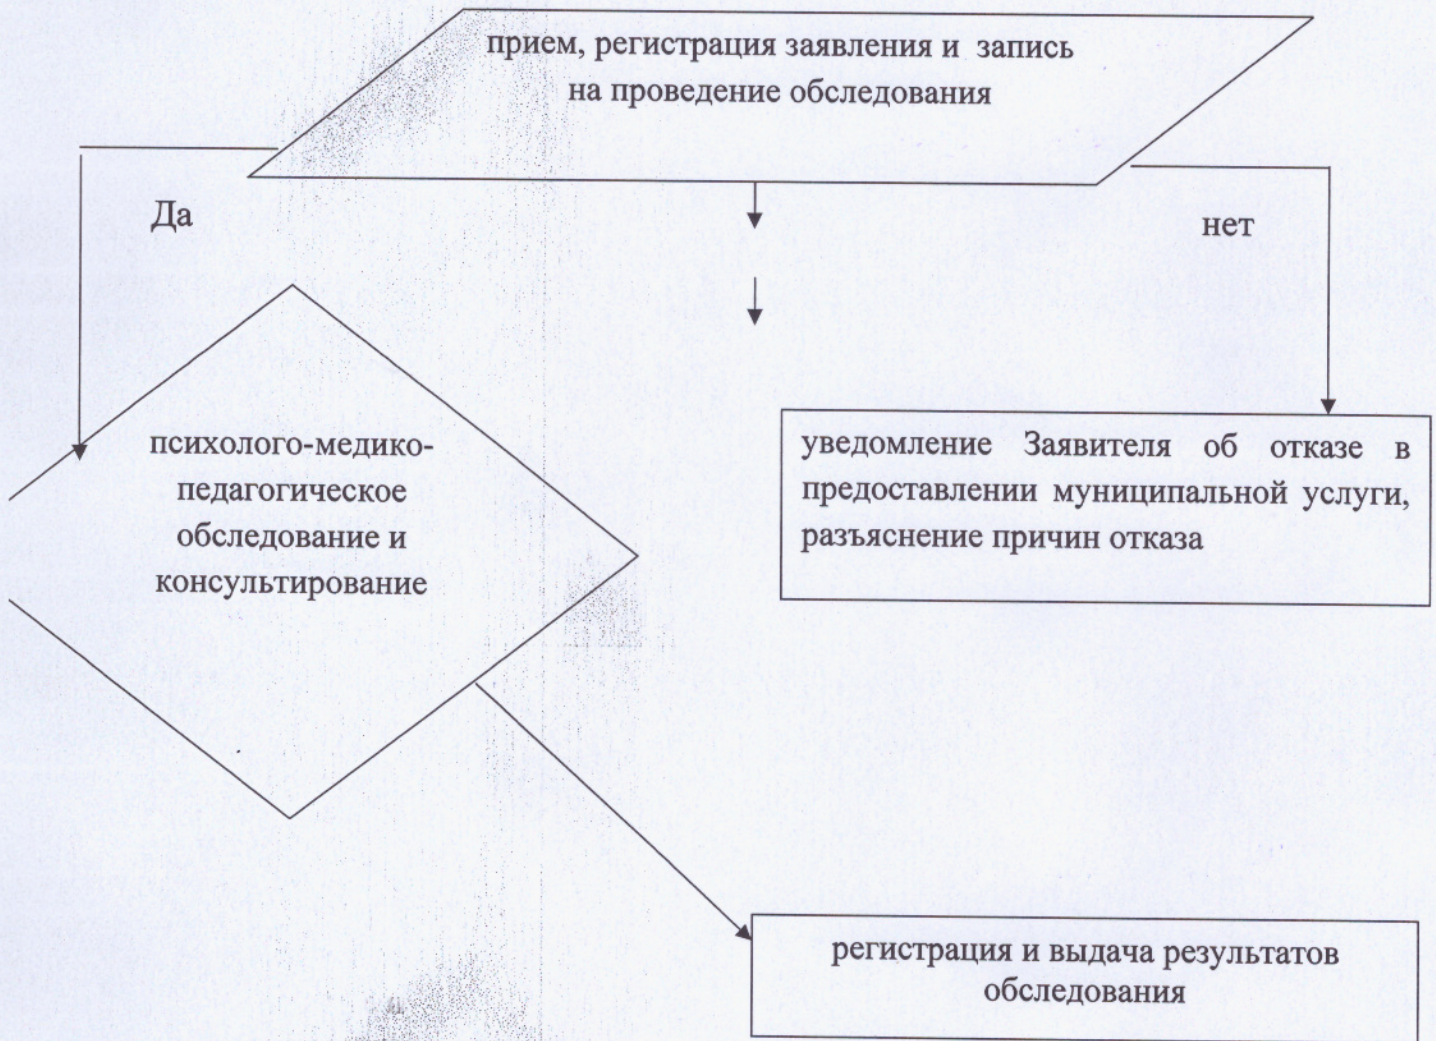 прием, регистрация заявления и запись
на проведение обследования
Да
нет
психолого-медико-
педагогическое
обследование и
консультирование
уведомление Заявителя об отказе в
предоставлении муниципальной услуги,
разъяснение причин отказа
регистрация и выдача результатов
обследования